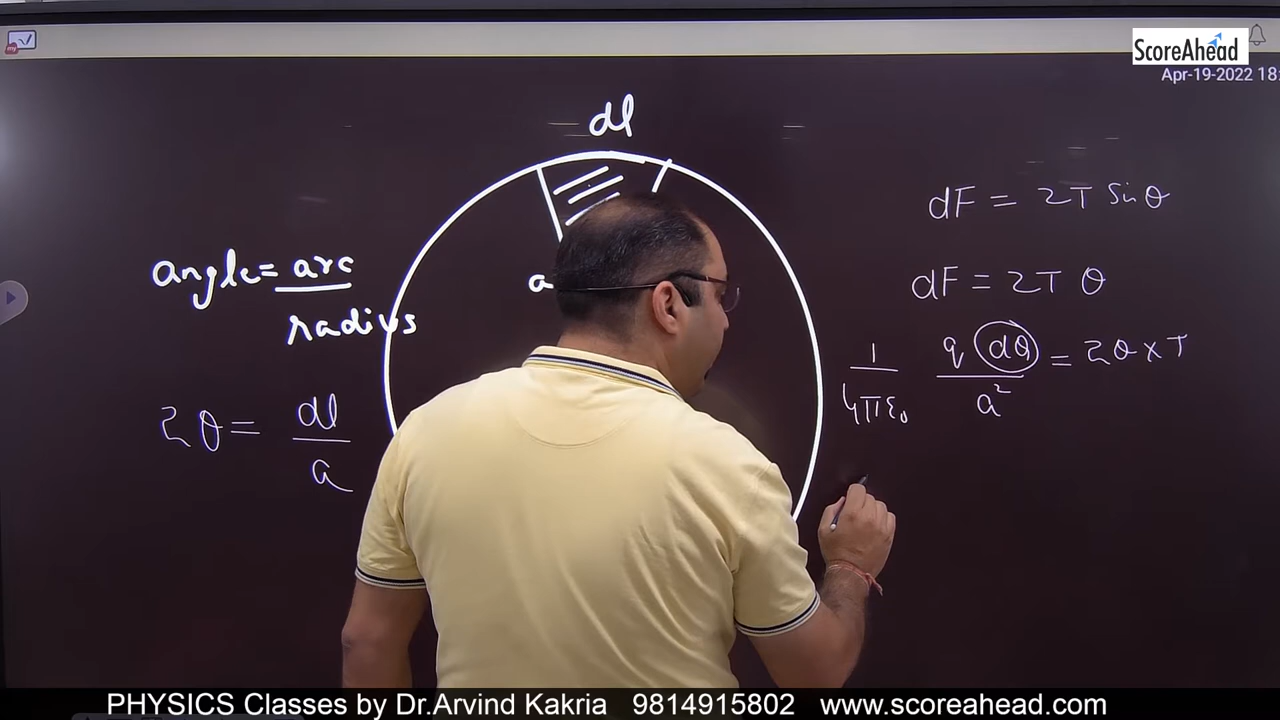 ScoreAhead
Apr-19-2022 18:
dl
dF = 2T Sinθ
angle = arc
radius
a
dF = 2T θ
1
4πε₀
q dθ
a²
= 2θ x T
2θ = dl
a
PHYSICS Classes by Dr.Arvind Kakria 9814915802 www.scoreahead.com